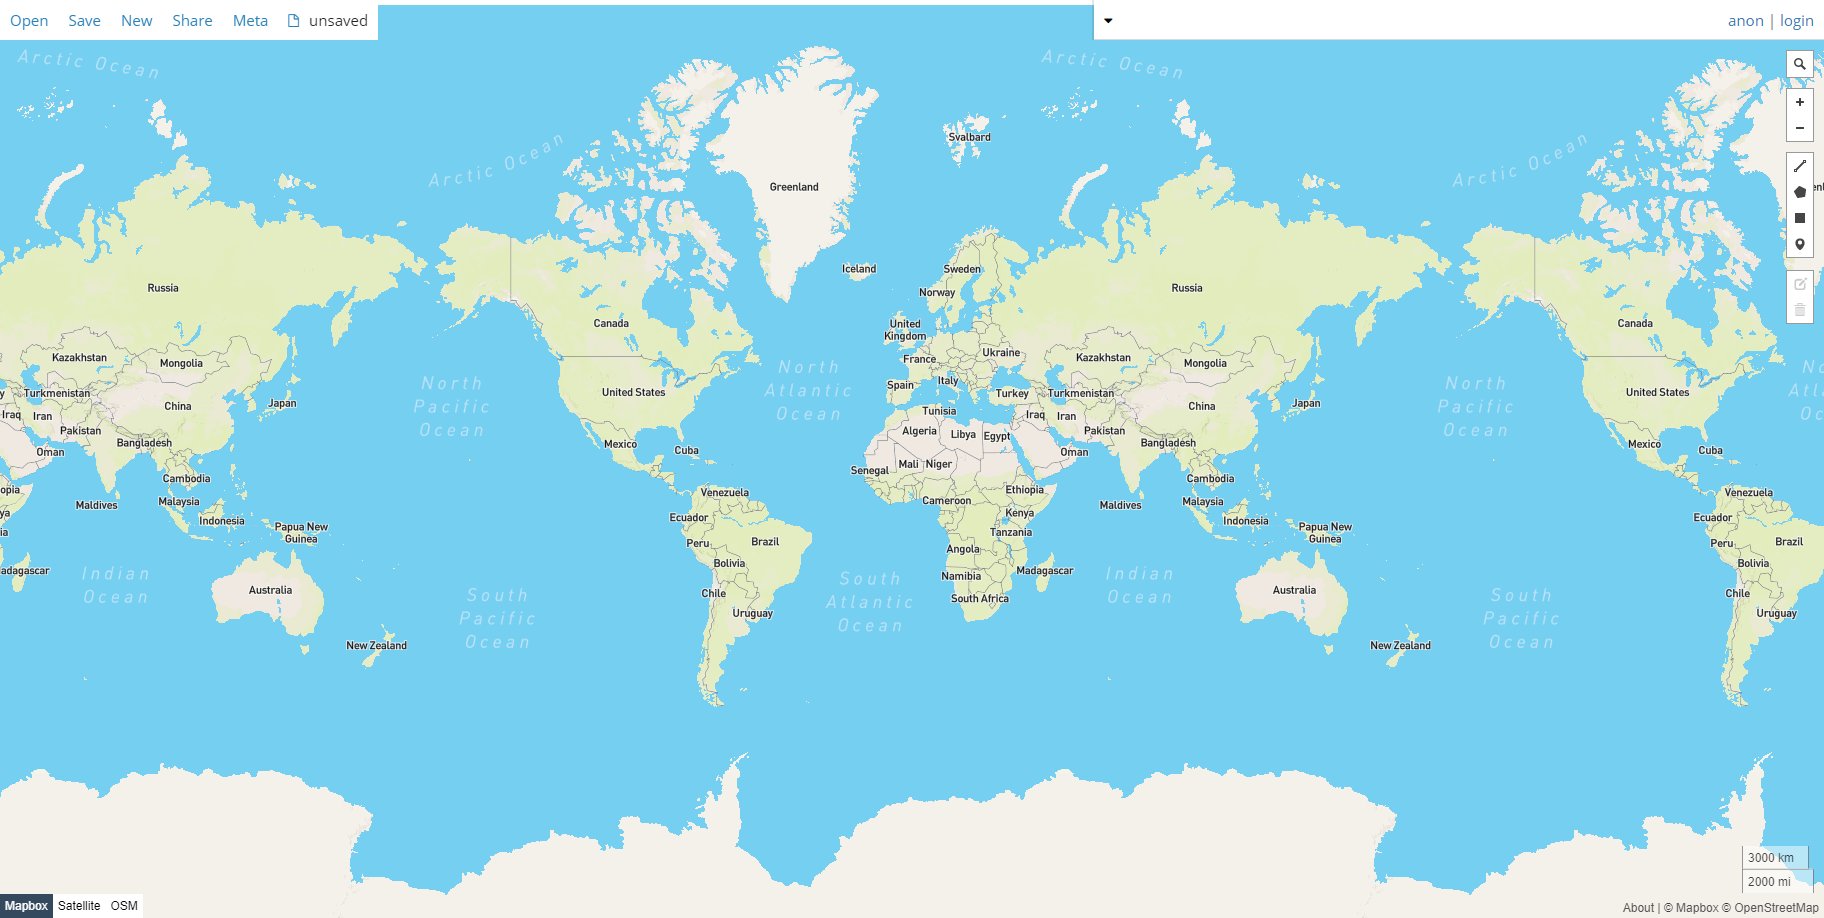 Open Save New Share Meta unsaved
anon | login
Arctic Ocean
Arctic Ocean
Svalbard
Arctic Ocean
Arctic Ocean
Greenland
Iceland
Sweden
Russia
Norway
Russia
Canada
United
Kingdom
Canada
Kazakhstan
Mongolia
France
Ukraine
Kazakhstan
Mongolia
North
Pacific
Ocean
North
Atlantic
Ocean
North
Pacific
Ocean
Turkmenistan
China
Japan
United States
Spain
Italy
Turkey
Turkmenistan
China
Japan
United States
Iraq
Iran
Pakistan
Bangladesh
Oman
Mexico
Cuba
Tunisia
Algeria
Libya
Egypt
Iraq
Iran
Pakistan
Bangladesh
Oman
Mexico
Cuba
Senegal
Mali
Niger
Cambodia
Cambodia
Maldives
Malaysia
Indonesia
Papua New
Guinea
Venezuela
Ecuador
Peru
Brazil
Bolivia
Chile
Uruguay
Cameroon
Ethiopia
Kenya
Tanzania
Angola
Namibia
Madagascar
South Africa
Maldives
Malaysia
Indonesia
Papua New
Guinea
Venezuela
Ecuador
Peru
Brazil
Bolivia
Chile
Uruguay
adagascar
Indian
Ocean
Australia
New Zealand
South
Pacific
Ocean
South
Atlantic
Ocean
Indian
Ocean
Australia
New Zealand
South
Pacific
Ocean
3000 km
2000 mi
Mapbox Satellite OSM
About | © Mapbox © OpenStreetMap